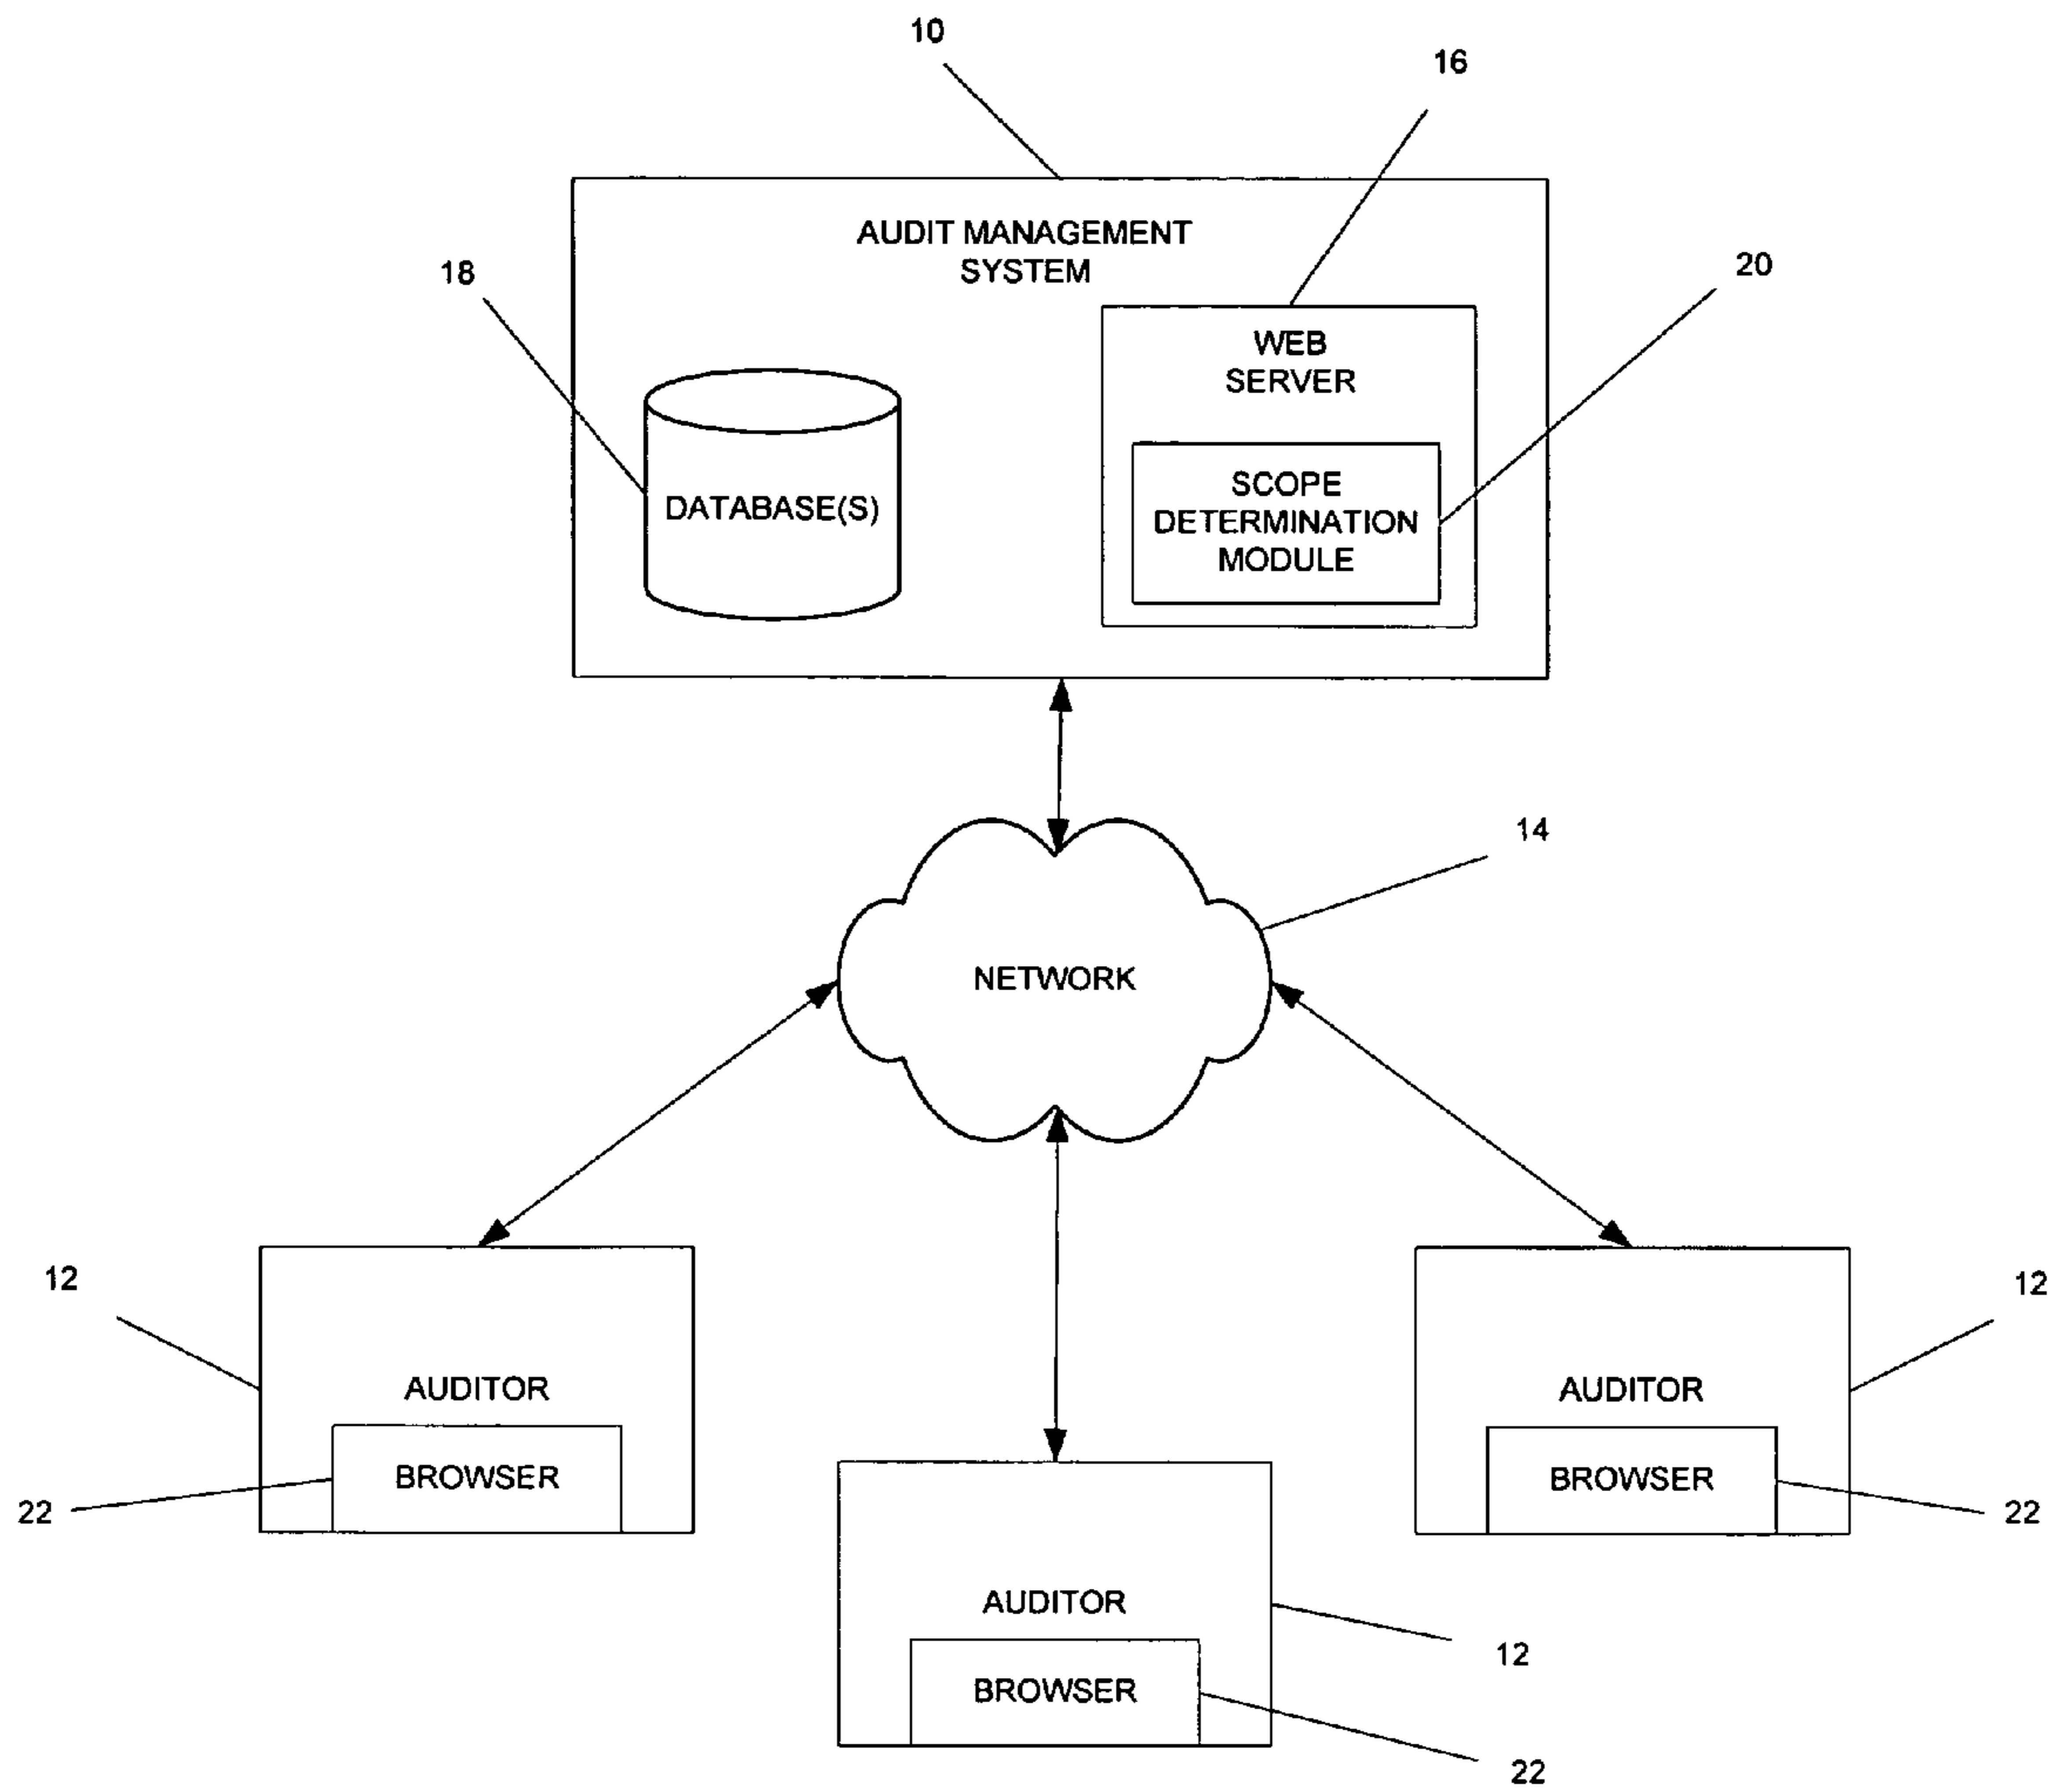 10
16
AUDIT MANAGEMENT
SYSTEM
18
20
WEB
SERVER
DATABASE(S)
SCOPE
DETERMINATION
MODULE
14
NETWORK
12
12
AUDITOR
AUDITOR
BROWSER
BROWSER
22
22
AUDITOR
12
BROWSER
22